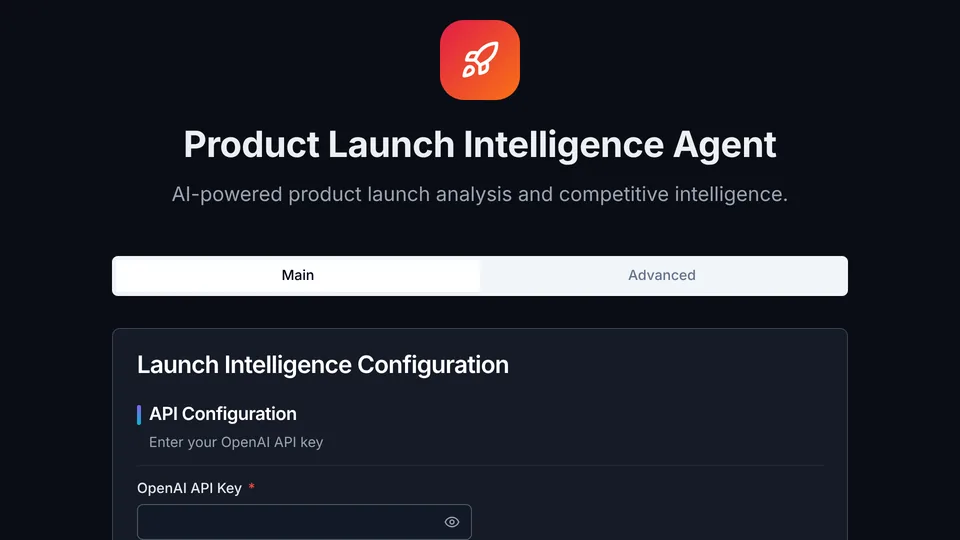 Product Launch Intelligence Agent
AI-powered product launch analysis and competitive intelligence.
Main
Advanced
Launch Intelligence Configuration
API Configuration
Enter your OpenAI API key
OpenAI API Key *